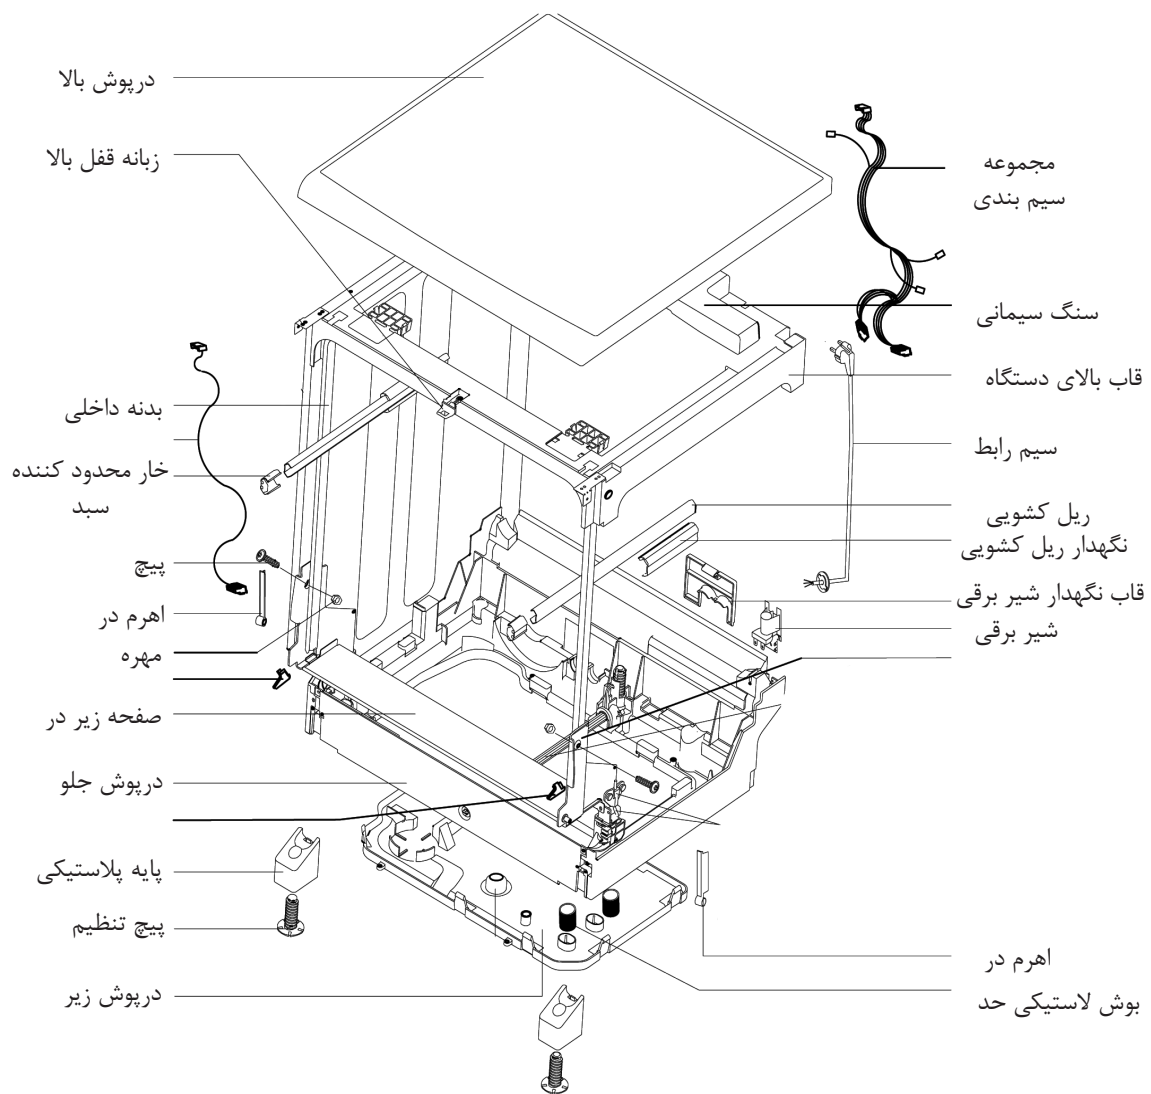 درپوش بالا
زبانه قفل بالا
بدنه داخلی
خار محدود کننده
سبد
پیچ
اهرم در
مهره
صفحه زیر در
درپوش جلو
پایه پلاستیکی
پیچ تنظیم
درپوش زیر
مجموعه
سیم بندی
سنگ سیمانی
قاب بالای دستگاه
سیم رابط
ریل کشویی
نگهدار ریل کشویی
قاب نگهدار شیر برقی
شیر برقی
اهرم در
بوش لاستیکی حد